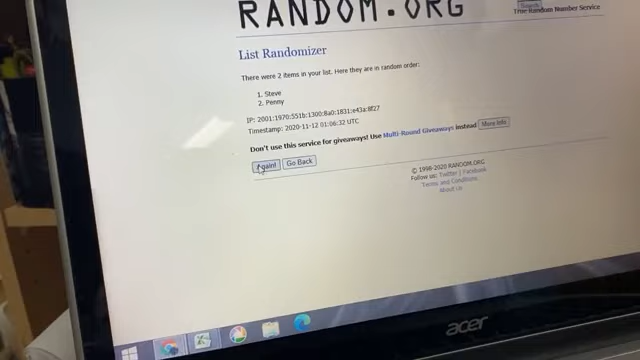 RANDOM.ORG
Search
True Random Number Service
List Randomizer
There were 2 items in your list. Here they are in random order:
1. Steve
2. Penny
IP: 2001:1970:551b:1300:8a0:1831:e43a:8f27
Timestamp: 2020-11-12 01:06:32 UTC
Don't use this service for giveaways! Use Multi-Round Giveaways instead More Info
Again! Go Back
© 1998-2020 RANDOM.ORG
Follow us: Twitter | Facebook
Terms and Conditions
About Us
acer